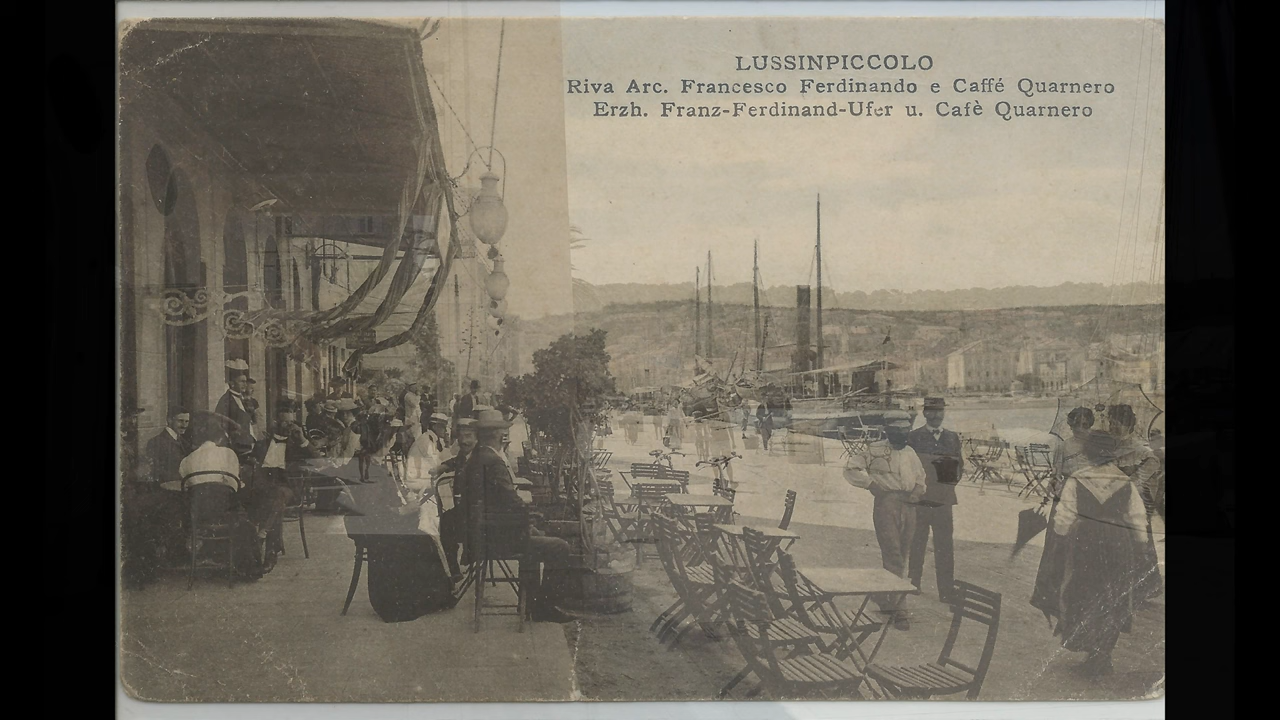 LUSSINPICCOLO
Riva Arc. Francesco Ferdinando e Caffé Quarnero
Erzh. Franz-Ferdinand-Ufer u. Cafè Quarnero